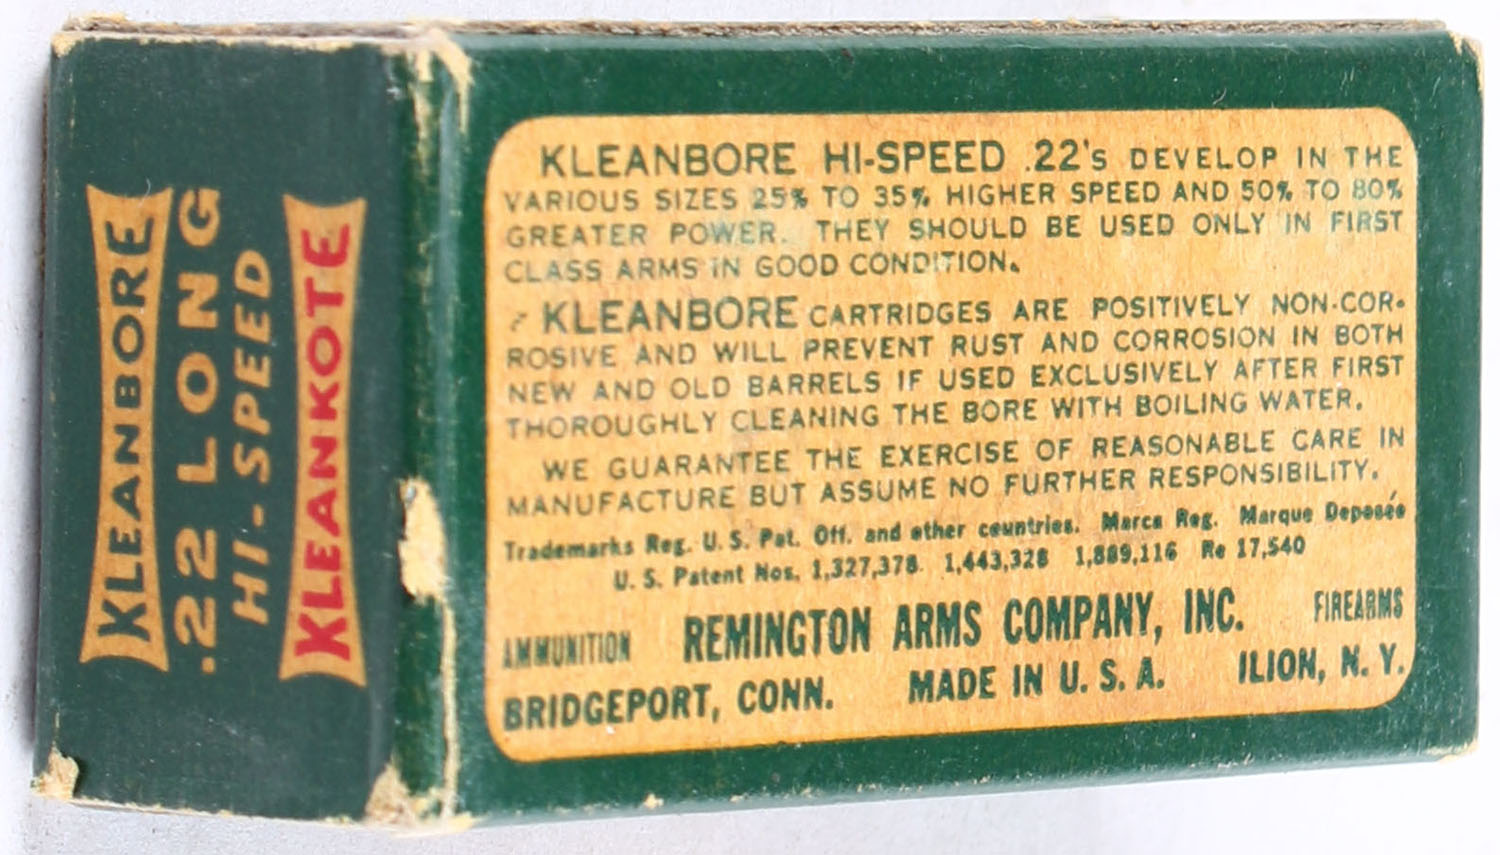 KLEANBORE
.22 LONG
HI-SPEED
KLEANKOTE
KLEANBORE HI-SPEED .22's DEVELOP IN THE
VARIOUS SIZES 25% TO 35% HIGHER SPEED AND 50% TO 80%
GREATER POWER. THEY SHOULD BE USED ONLY IN FIRST
CLASS ARMS IN GOOD CONDITION.
KLEANBORE CARTRIDGES ARE POSITIVELY NON-COR-
ROSIVE AND WILL PREVENT RUST AND CORROSION IN BOTH
NEW AND OLD BARRELS IF USED EXCLUSIVELY AFTER FIRST
THOROUGHLY CLEANING THE BORE WITH BOILING WATER.
WE GUARANTEE THE EXERCISE OF REASONABLE CARE IN
MANUFACTURE BUT ASSUME NO FURTHER RESPONSIBILITY.
Trademarks Reg. U. S. Pat. Off. and other countries. Marca Reg. Marque Deposée
U. S. Patent Nos. 1,327,378 1,443,328 1,889,116 Re 17,540
AMMUNITION REMINGTON ARMS COMPANY, INC. FIREARMS
BRIDGEPORT, CONN. MADE IN U. S. A. ILION, N. Y.